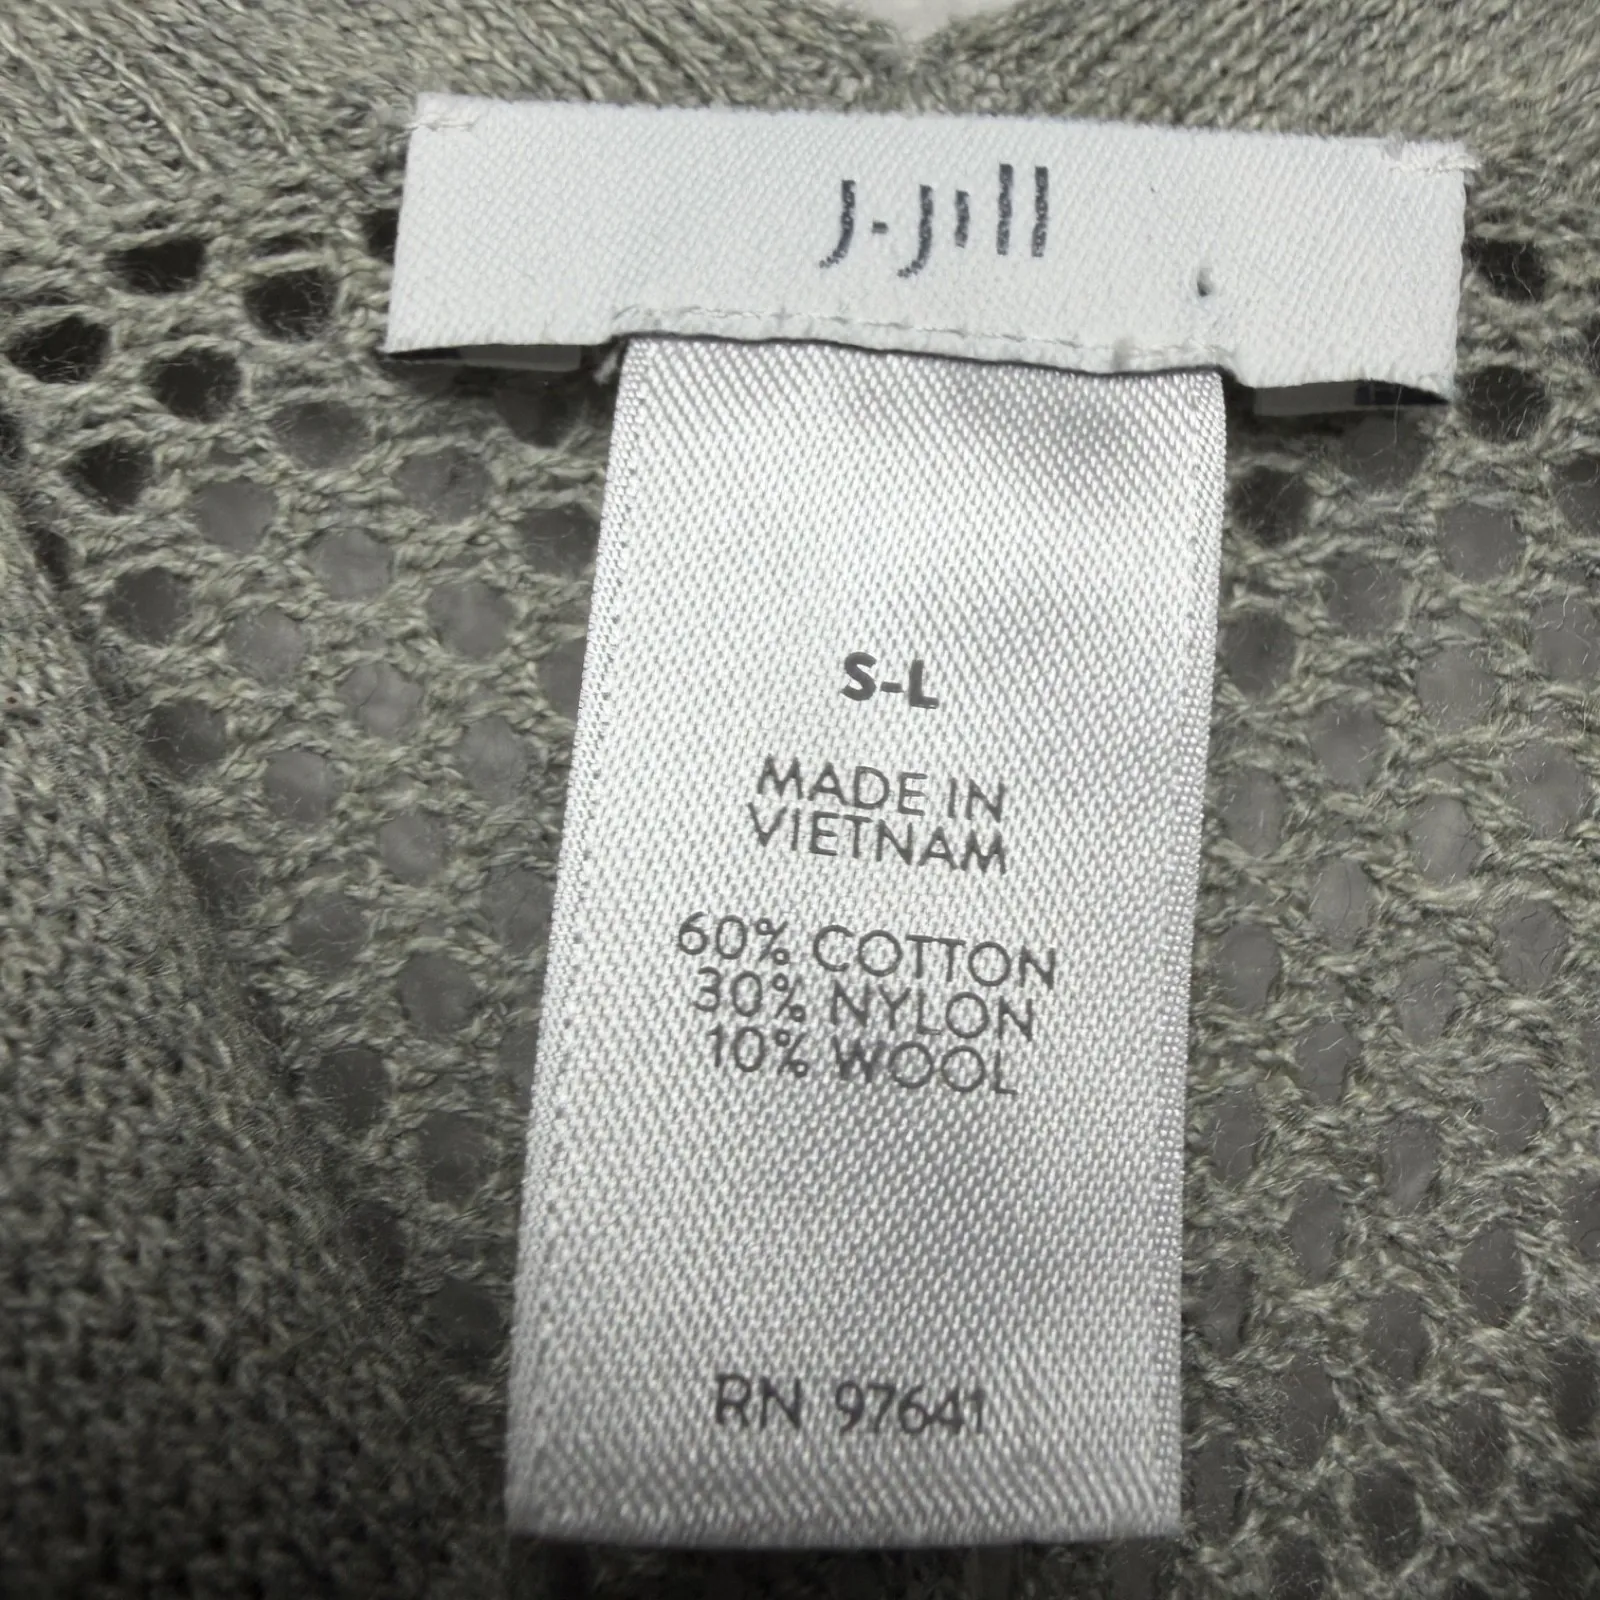 J.Jill
S-L
MADE IN
VIETNAM
60% COTTON
30% NYLON
10% WOOL
RN 97641